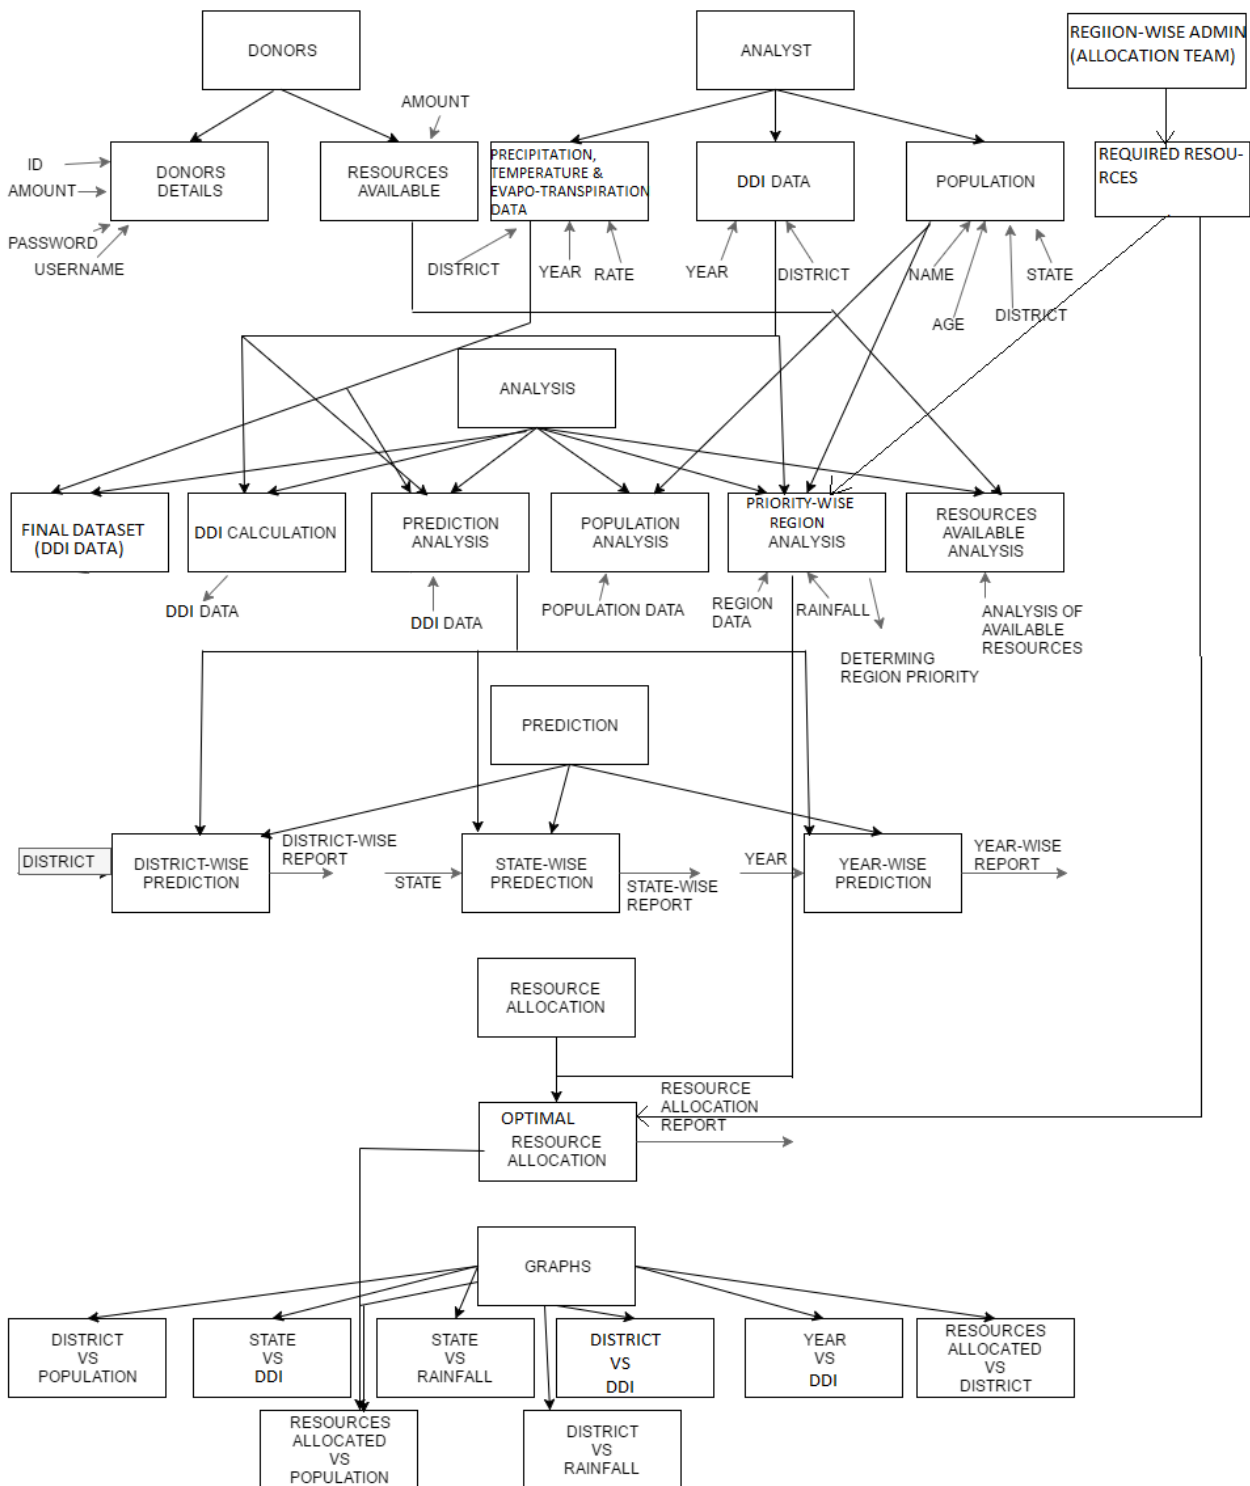 DONORS
ANALYST
REGIION-WISE ADMIN
(ALLOCATION TEAM)
AMOUNT
ID
AMOUNT
PASSWORD
USERNAME
DONORS
DETAILS
RESOURCES
AVAILABLE
PRECIPITATION,
TEMPERATURE &
EVAPO-TRANSPIRATION
DATA
DDI DATA
POPULATION
REQUIRED RESOU-
RCES
DISTRICT
YEAR
RATE
YEAR
DISTRICT
NAME
STATE
AGE
DISTRICT
ANALYSIS
FINAL DATASET
(DDI DATA)
DDI CALCULATION
PREDICTION
ANALYSIS
POPULATION
ANALYSIS
PRIORITY-WISE
REGION
ANALYSIS
RESOURCES
AVAILABLE
ANALYSIS
DDI DATA
DDI DATA
POPULATION DATA
REGION
DATA
RAINFALL
DETERMING
REGION PRIORITY
ANALYSIS OF
AVAILABLE
RESOURCES
PREDICTION
DISTRICT
DISTRICT-WISE
PREDICTION
DISTRICT-WISE
REPORT
STATE
STATE-WISE
PREDECTION
STATE-WISE
REPORT
YEAR
YEAR-WISE
PREDICTION
YEAR-WISE
REPORT
RESOURCE
ALLOCATION
OPTIMAL
RESOURCE
ALLOCATION
RESOURCE
ALLOCATION
REPORT
GRAPHS
DISTRICT
VS
POPULATION
STATE
VS
DDI
STATE
VS
RAINFALL
DISTRICT
VS
DDI
YEAR
VS
DDI
RESOURCES
ALLOCATED
VS
DISTRICT
RESOURCES
ALLOCATED
VS
POPULATION
DISTRICT
VS
RAINFALL